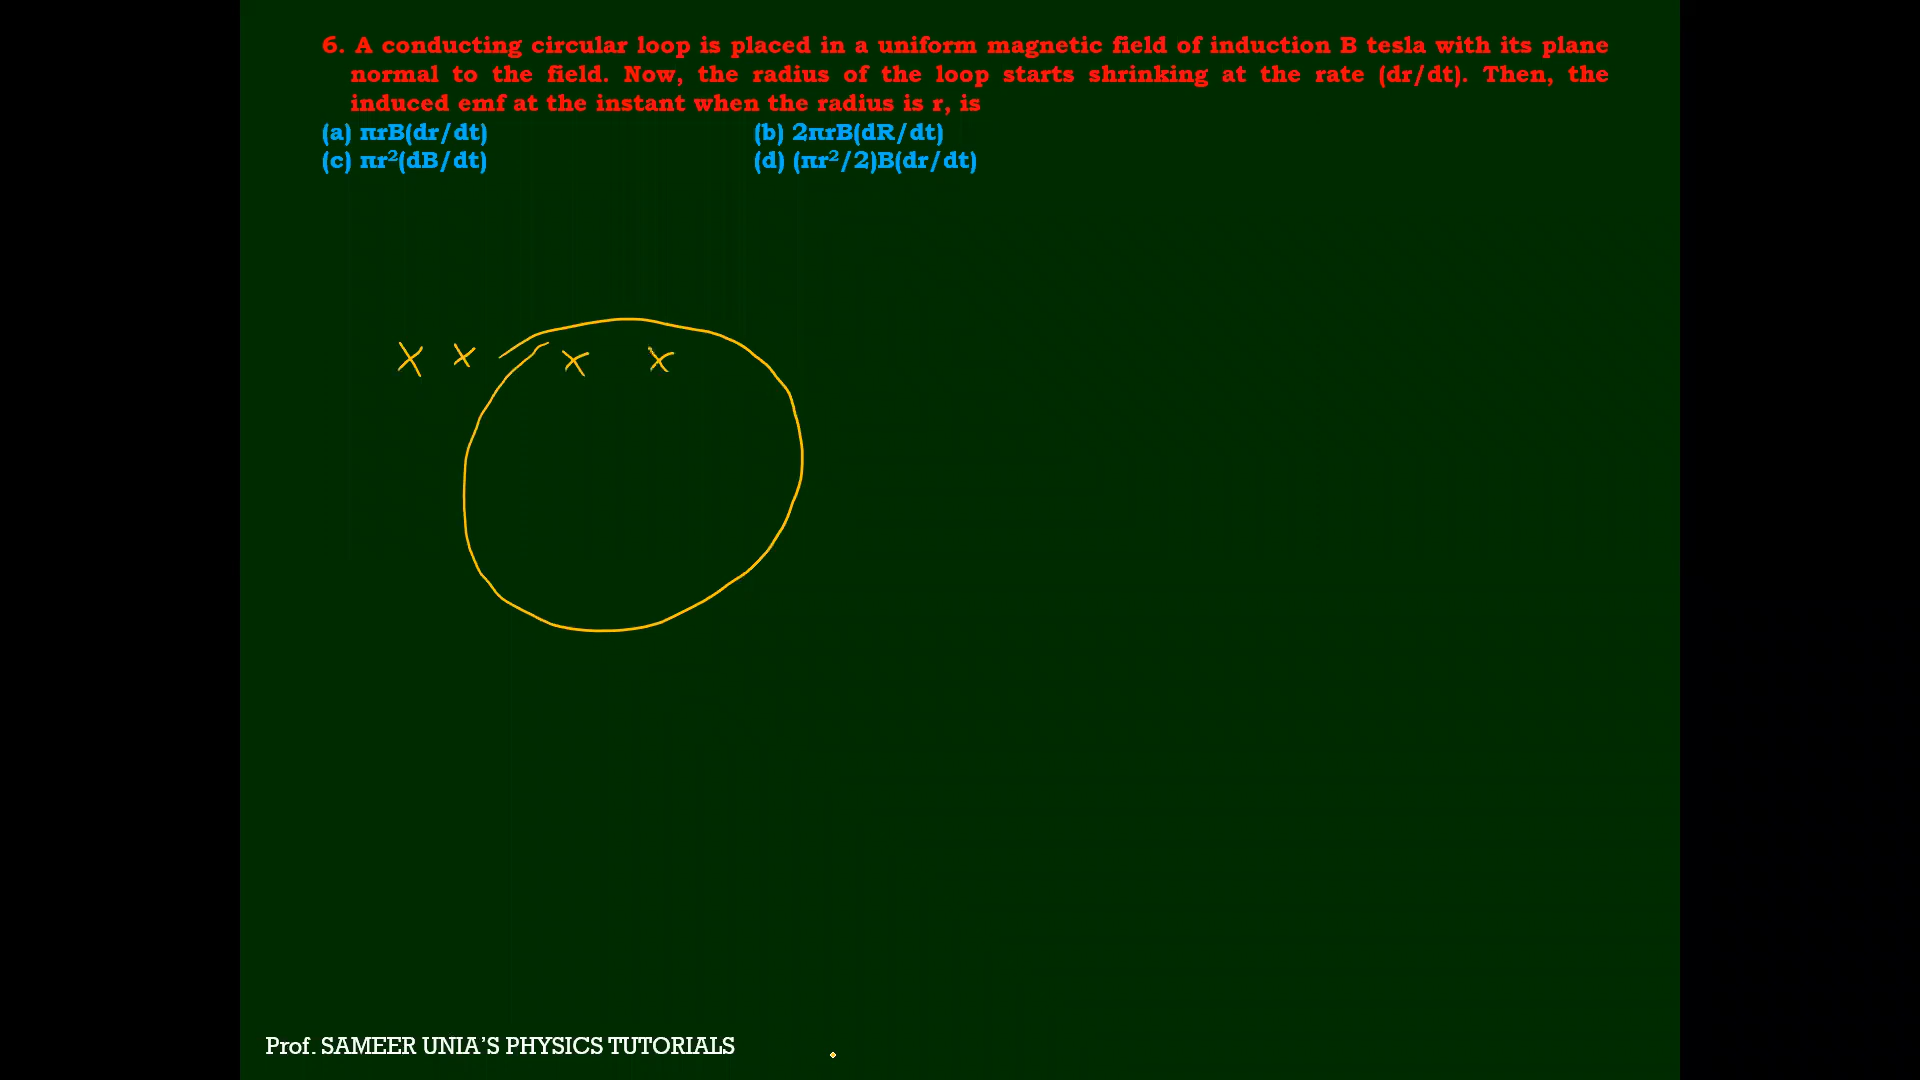 6. A conducting circular loop is placed in a uniform magnetic field of induction B tesla with its plane
normal to the field. Now, the radius of the loop starts shrinking at the rate (dr/dt). Then, the
induced emf at the instant when the radius is r, is
(a) πrB(dr/dt) (b) 2πrB(dR/dt)
(c) πr²(dB/dt) (d) (πr²/2)B(dr/dt)
X X X X
Prof. SAMEER UNIA'S PHYSICS TUTORIALS